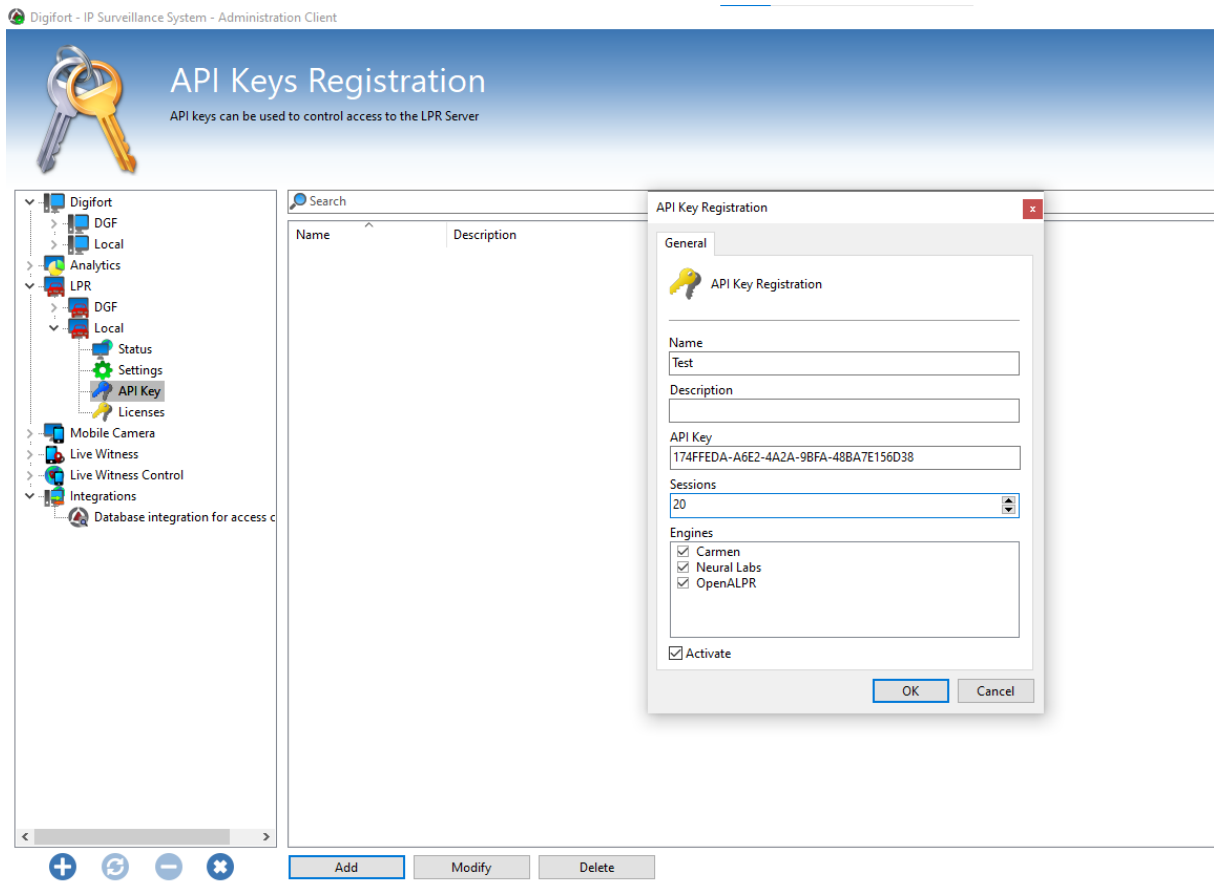 Digifort - IP Surveillance System - Administration Client
API Keys Registration
API keys can be used to control access to the LPR Server
Digifort
DGF
Local
Analytics
LPR
DGF
Local
Status
Settings
API Key
Licenses
Mobile Camera
Live Witness
Live Witness Control
Integrations
Database integration for access c
Search
Name
Description
API Key Registration
x
General
API Key Registration
Name
Test
Description
API Key
174FFEDA-A6E2-4A2A-9BFA-48BA7E156D38
Sessions
20
Engines
Carmen
Neural Labs
OpenALPR
Activate
OK Cancel
Add Modify Delete